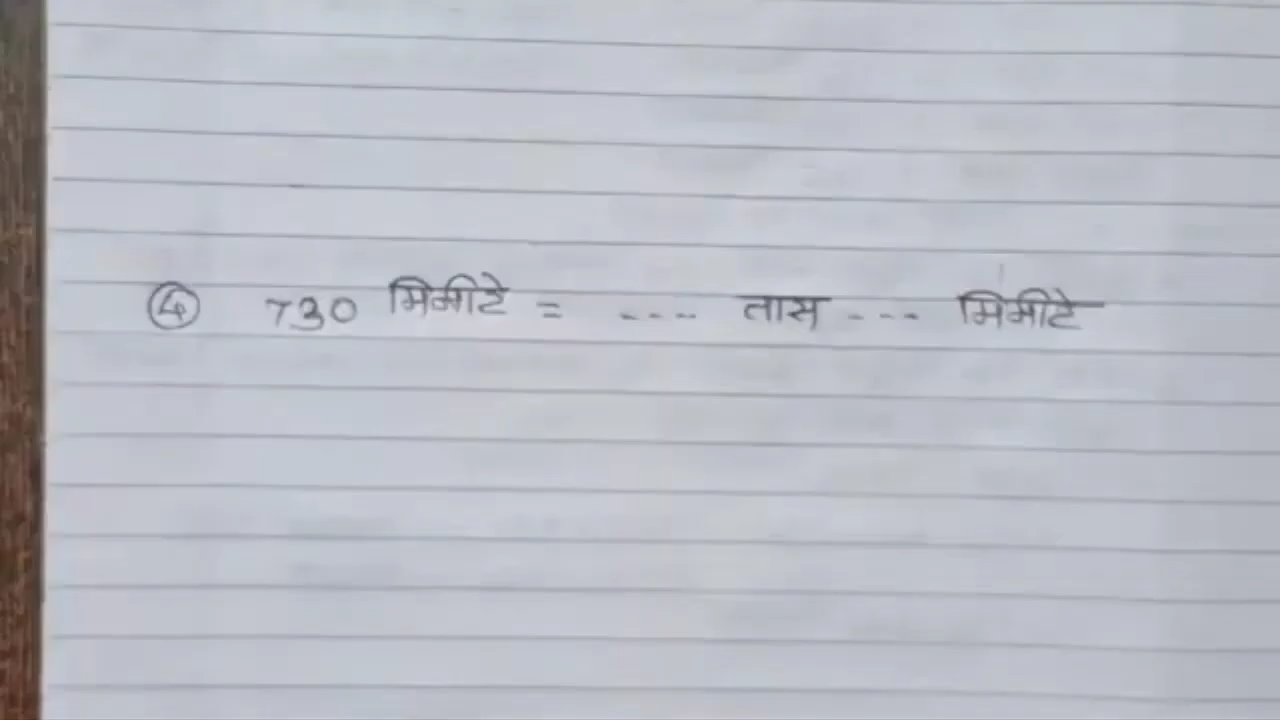 ④ 730 मिनीटे = .... तास ... मिनीटे